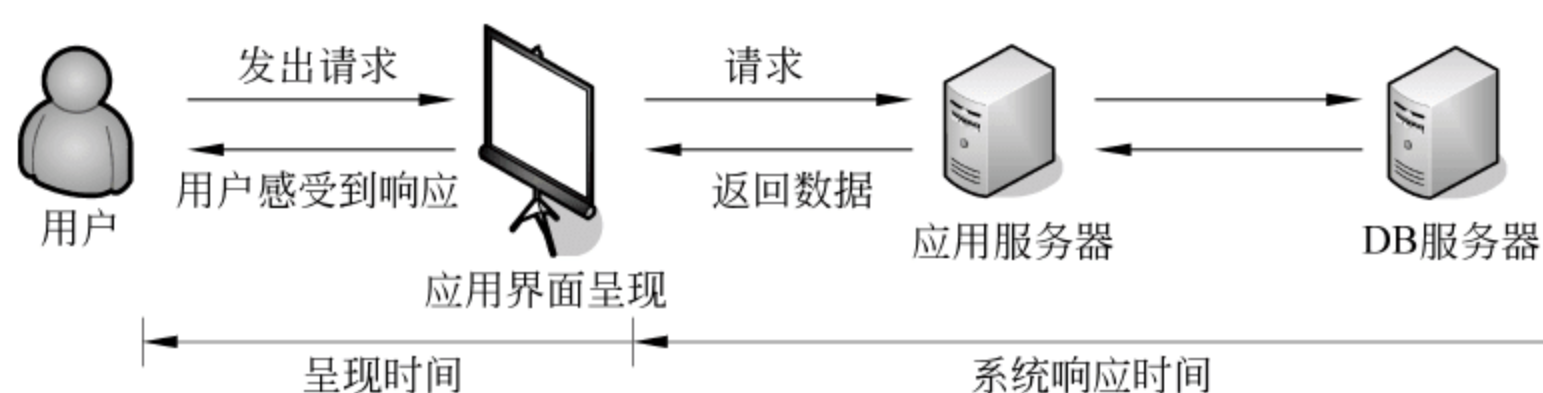 发出请求
请求
用户感受到响应
返回数据
用户
应用服务器
DB服务器
应用界面呈现
呈现时间
系统响应时间